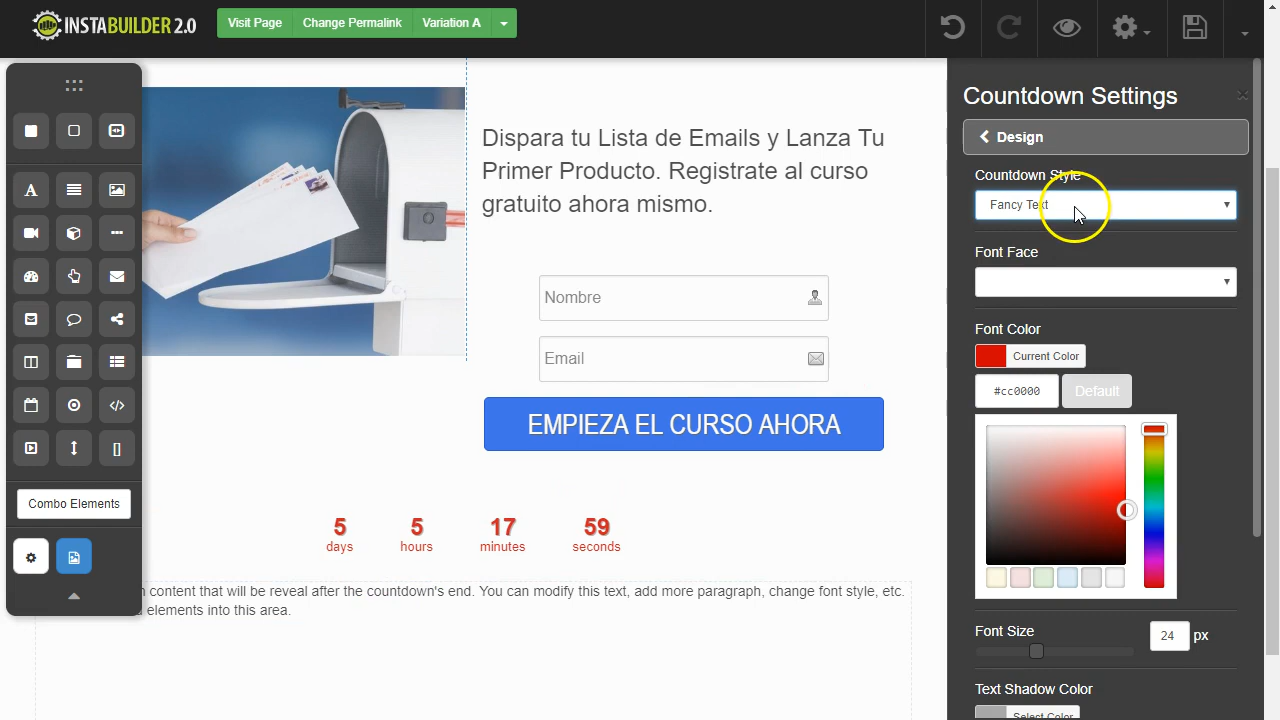 INSTABUILDER 2.0
Visit Page
Change Permalink
Variation A
Combo Elements
Dispara tu Lista de Emails y Lanza Tu
Primer Producto. Registrate al curso
gratuito ahora mismo.
Nombre
Email
EMPIEZA EL CURSO AHORA
5 5 17 59
days hours minutes seconds
content that will be reveal after the countdown's end. You can modify this text, add more paragraph, change font style, etc.
elements into this area.
Countdown Settings
Design
Countdown Style
Fancy Text
Font Face
Font Color
Current Color
#cc0000
Default
Font Size
24 px
Text Shadow Color
Select Color